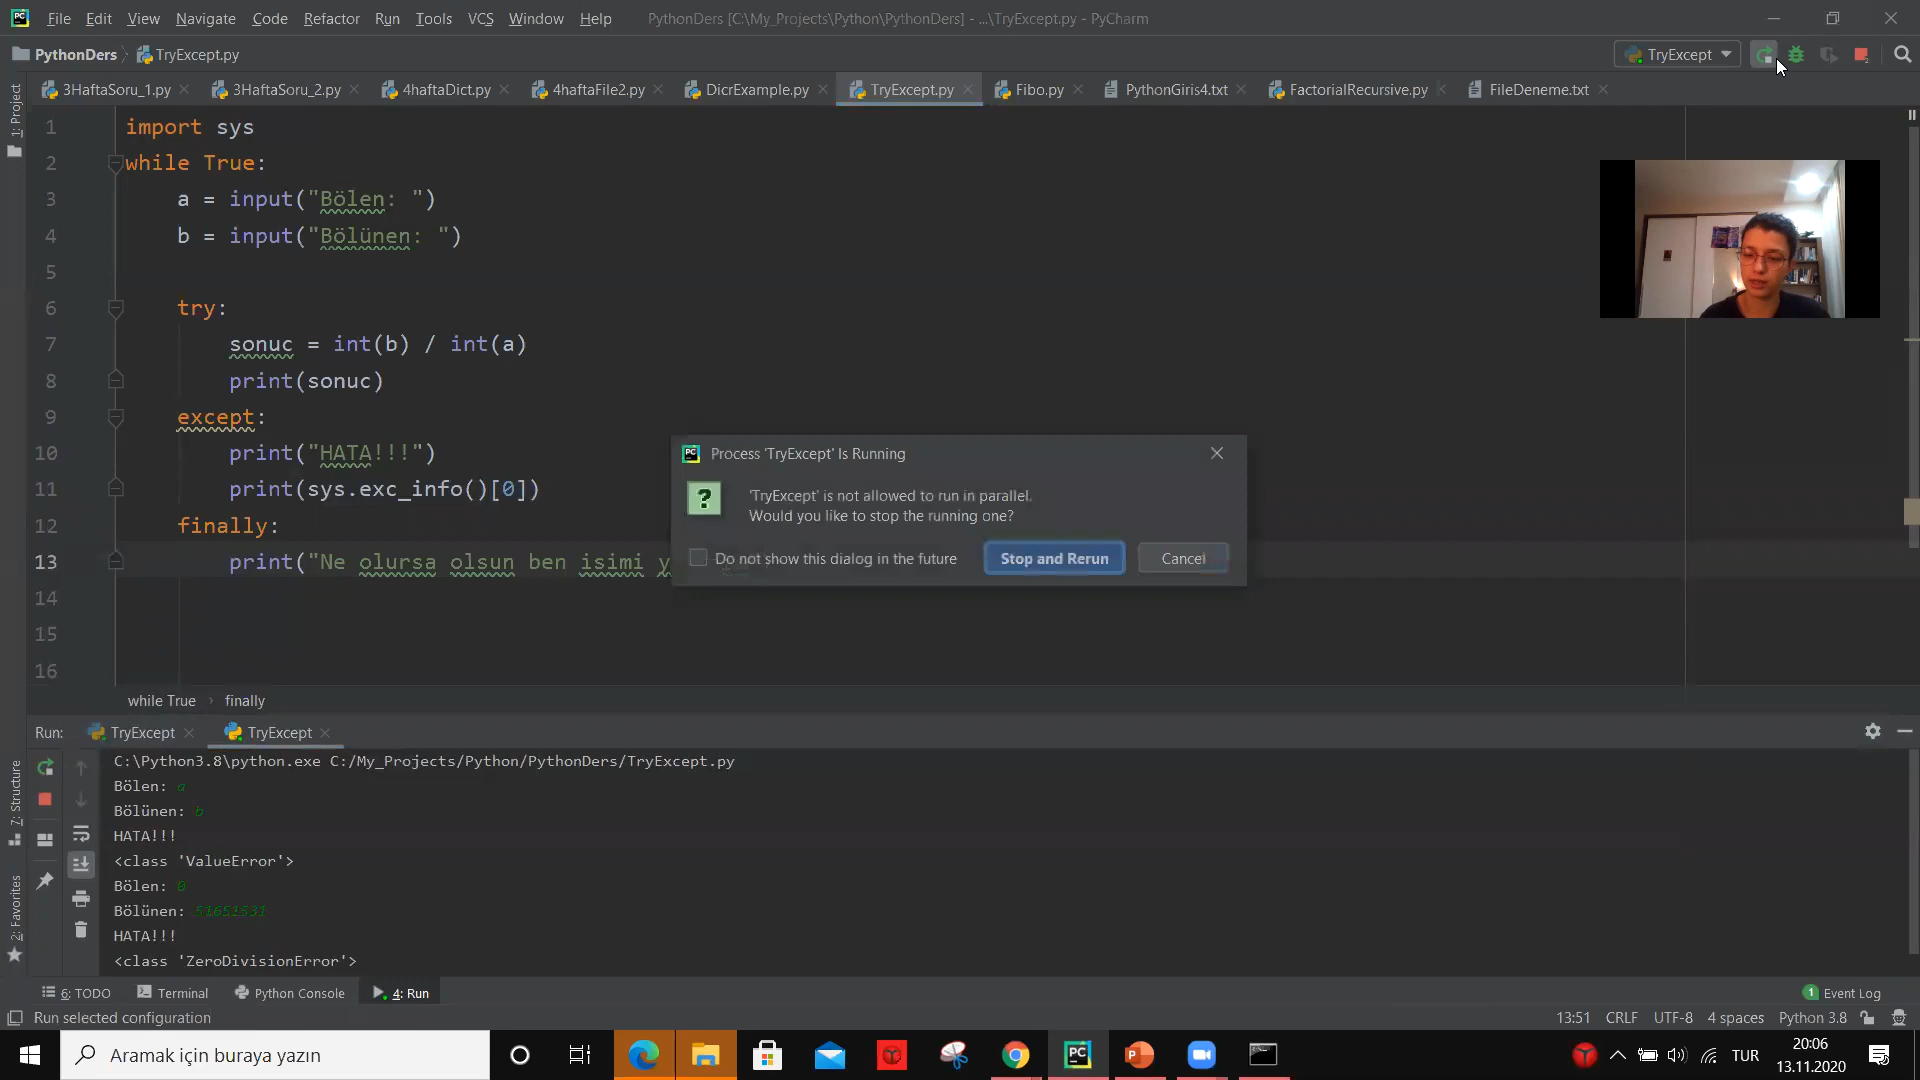 File Edit View Navigate Code Refactor Run Tools VCS Window Help PythonDers [C:\My_Projects\Python\PythonDers] - ...\TryExcept.py - PyCharm
PythonDers TryExcept.py TryExcept
3HaftaSoru_1.py 3HaftaSoru_2.py 4haftaDict.py 4haftaFile2.py DicrExample.py TryExcept.py Fibo.py PythonGiris4.txt FactorialRecursive.py FileDeneme.txt
1: Project
1 import sys
2 while True:
3 a = input("Bölen: ")
4 b = input("Bölünen: ")
5
6 try:
7 sonuc = int(b) / int(a)
8 print(sonuc)
9 except:
10 print("HATA!!!")
11 print(sys.exc_info()[0])
12 finally:
13 print("Ne olursa olsun ben isimi y
14
15
16
Process 'TryExcept' Is Running
'TryExcept' is not allowed to run in parallel.
Would you like to stop the running one?
Do not show this dialog in the future Stop and Rerun Cancel
while True finally
Run: TryExcept TryExcept
C:\Python3.8\python.exe C:/My_Projects/Python/PythonDers/TryExcept.py
Bölen: a
Bölünen: b
HATA!!!
<class 'ValueError'>
Bölen: 0
Bölünen: 51651531
HATA!!!
<class 'ZeroDivisionError'>
7: Structure
2: Favorites
6: TODO Terminal Python Console 4: Run 1 Event Log
Run selected configuration 13:51 CRLF UTF-8 4 spaces Python 3.8
Aramak için buraya yazın TUR 20:06
13.11.2020